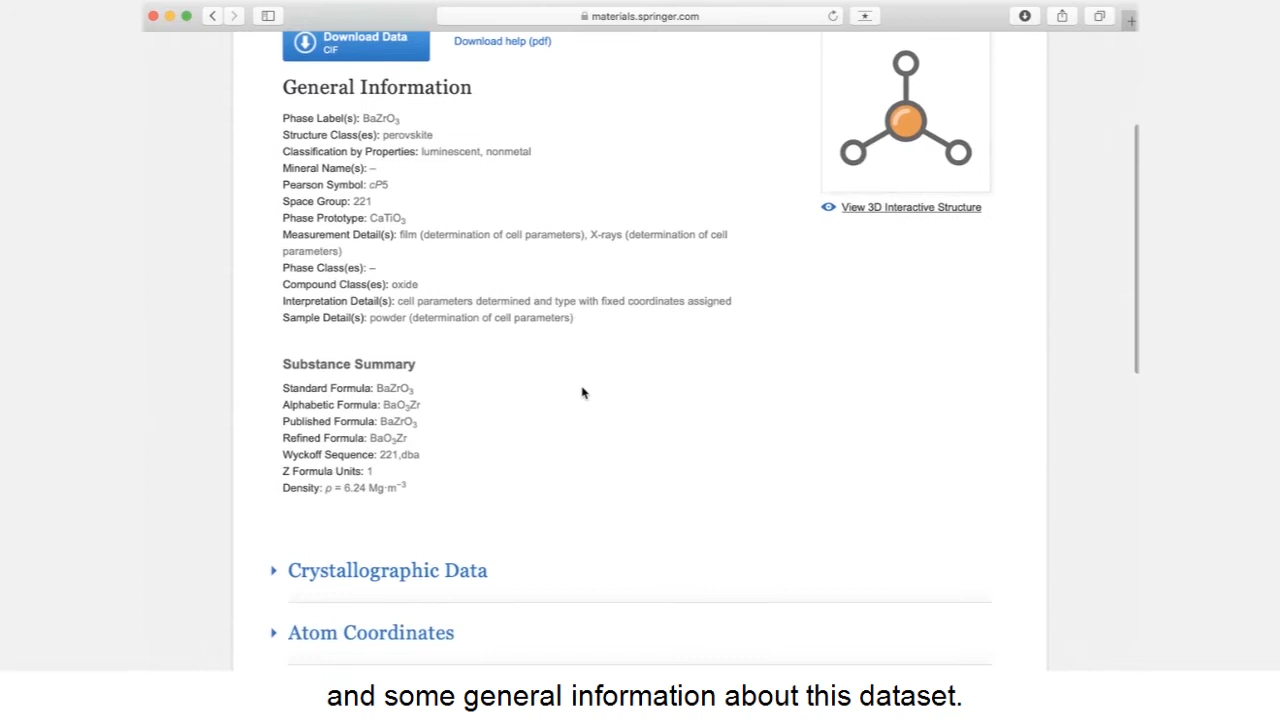 materials.springer.com
Download Data
CIF
Download help (pdf)
General Information
Phase Label(s): BaZrO₃
Structure Class(es): perovskite
Classification by Properties: luminescent, nonmetal
Mineral Name(s): –
Pearson Symbol: cP5
Space Group: 221
Phase Prototype: CaTiO₃
Measurement Detail(s): film (determination of cell parameters), X-rays (determination of cell
parameters)
Phase Class(es): –
Compound Class(es): oxide
Interpretation Detail(s): cell parameters determined and type with fixed coordinates assigned
Sample Detail(s): powder (determination of cell parameters)
View 3D Interactive Structure
Substance Summary
Standard Formula: BaZrO₃
Alphabetic Formula: BaO₃Zr
Published Formula: BaZrO₃
Refined Formula: BaO₃Zr
Wyckoff Sequence: 221,dba
Z Formula Units: 1
Density: ρ = 6.24 Mg·m⁻³
Crystallographic Data
Atom Coordinates
and some general information about this dataset.